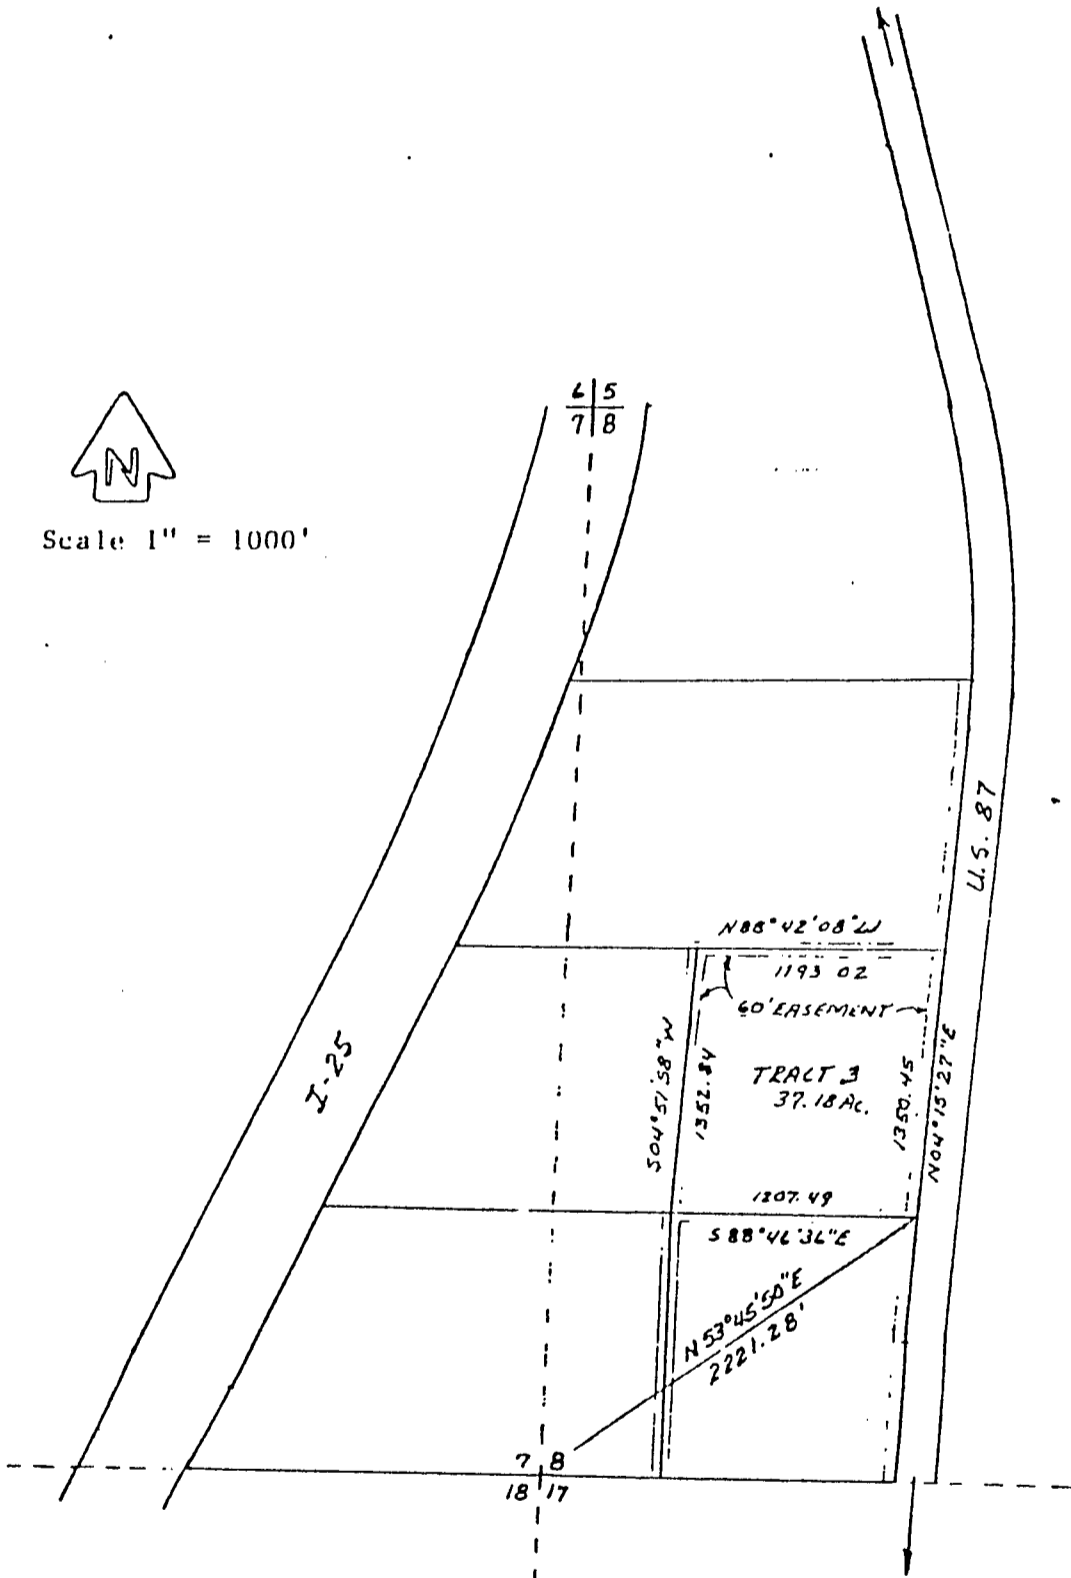 6 5
7 8
N
Scale 1" = 1000'
U.S. 87
N88°42'08"W
1193 02
60' EASEMENT
I-25
S04°51'58"W
1352.84
TRACT 3
37.18 Ac.
1350.45
N04°15'27"E
1207.49
S88°46'36"E
N53°45'50"E
2221.28'
7 8
18 17